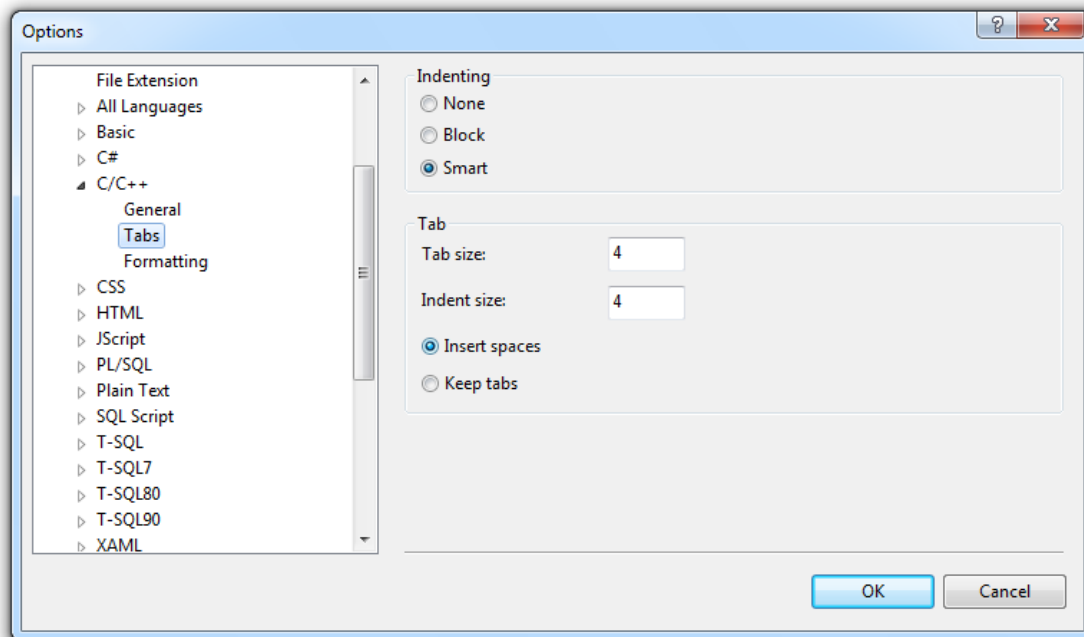 Options
File Extension
All Languages
Basic
C#
C/C++
General
Tabs
Formatting
CSS
HTML
JScript
PL/SQL
Plain Text
SQL Script
T-SQL
T-SQL7
T-SQL80
T-SQL90
XAML
Indenting
None
Block
Smart
Tab
Tab size: 4
Indent size: 4
Insert spaces
Keep tabs
OK Cancel